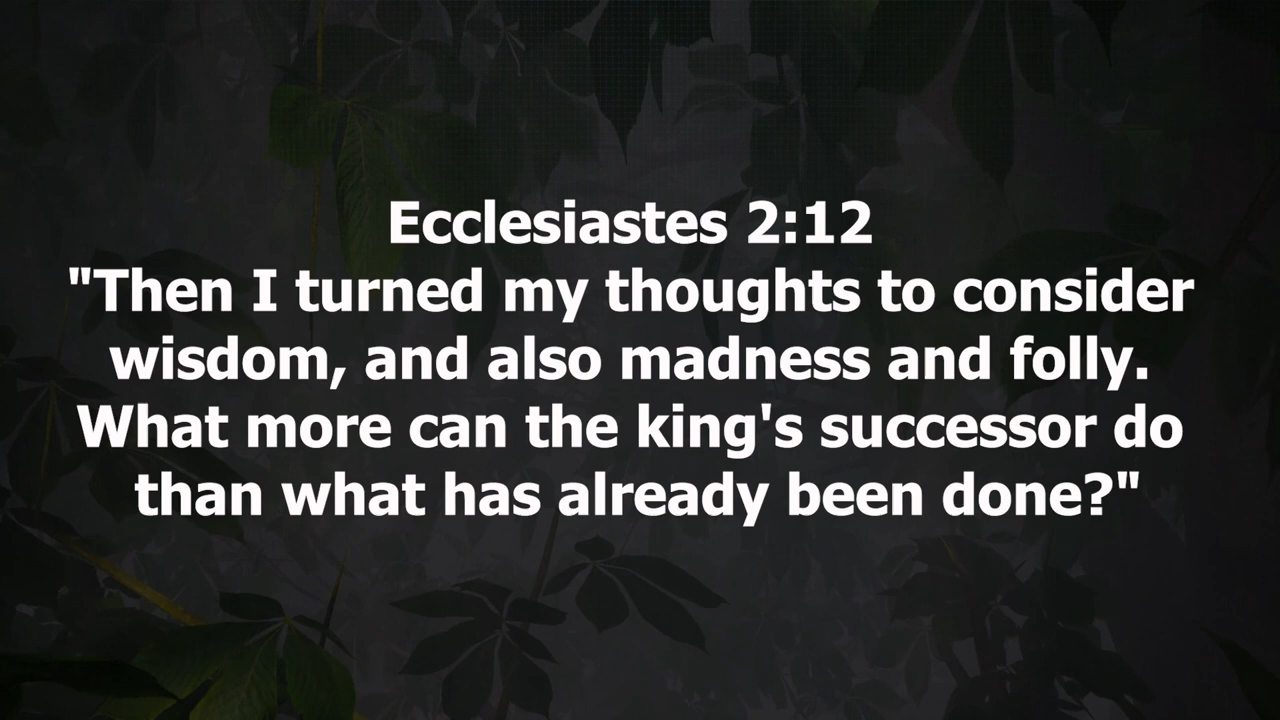 Ecclesiastes 2:12
"Then I turned my thoughts to consider
wisdom, and also madness and folly.
What more can the king's successor do
than what has already been done?"